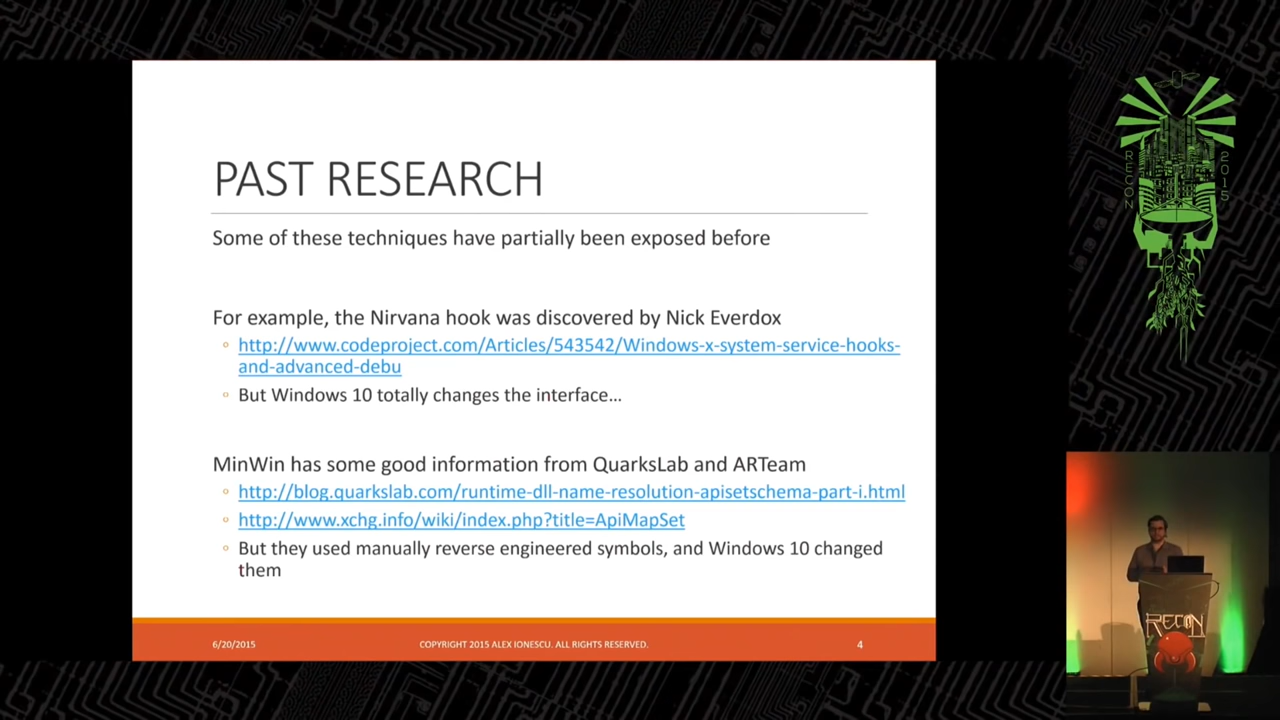 PAST RESEARCH
Some of these techniques have partially been exposed before
For example, the Nirvana hook was discovered by Nick Everdox
http://www.codeproject.com/Articles/543542/Windows-x-system-service-hooks-
and-advanced-debu
But Windows 10 totally changes the interface…
MinWin has some good information from QuarksLab and ARTeam
http://blog.quarkslab.com/runtime-dll-name-resolution-apisetschema-part-i.html
http://www.xchg.info/wiki/index.php?title=ApiMapSet
But they used manually reverse engineered symbols, and Windows 10 changed
them
6/20/2015 COPYRIGHT 2015 ALEX IONESCU. ALL RIGHTS RESERVED. 4
RECON 2015
RECON